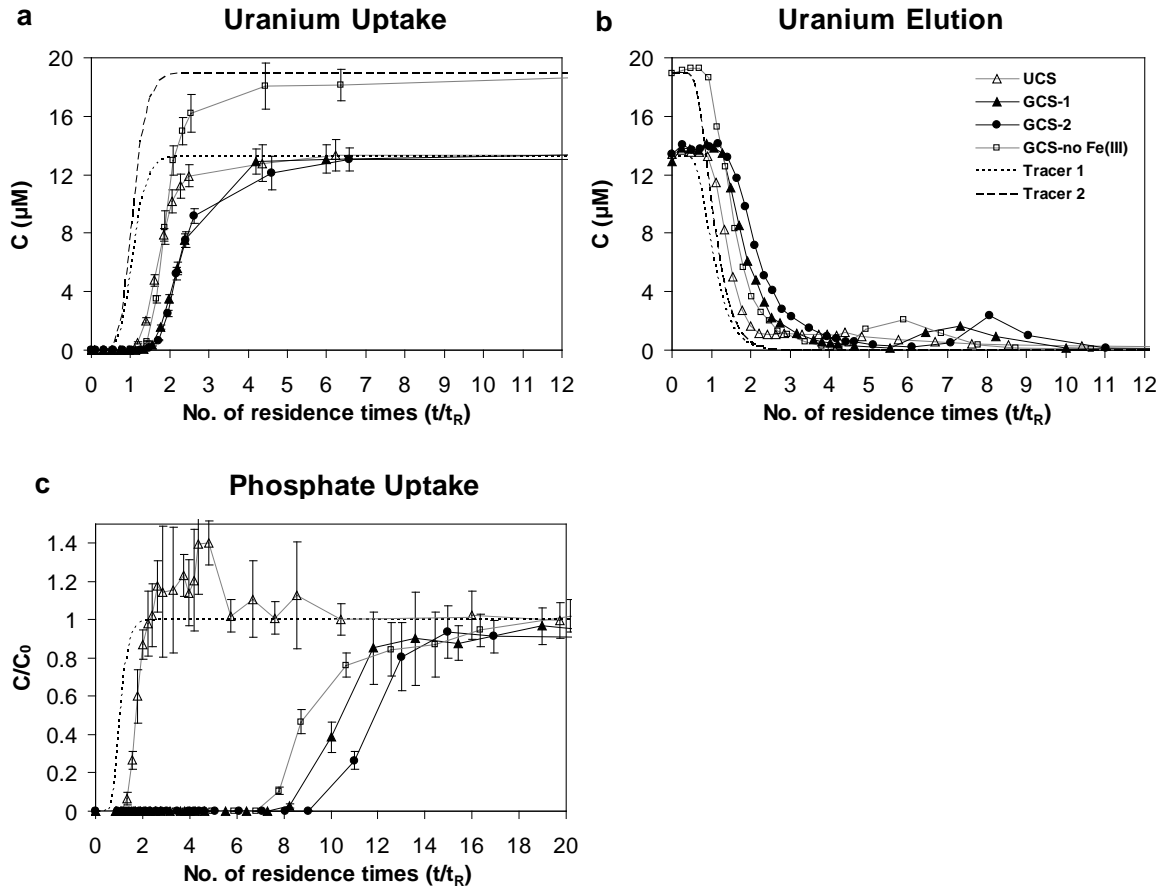 a
Uranium Uptake
20
16
12
8
4
0
C (µM)
0 1 2 3 4 5 6 7 8 9 10 11 12
No. of residence times (t/tR)
b
Uranium Elution
20
16
12
8
4
0
C (µM)
UCS
GCS-1
GCS-2
GCS-no Fe(III)
Tracer 1
Tracer 2
0 1 2 3 4 5 6 7 8 9 10 11 12
No. of residence times (t/tR)
c
Phosphate Uptake
1.4
1.2
1
0.8
0.6
0.4
0.2
0
C/C0
0 2 4 6 8 10 12 14 16 18 20
No. of residence times (t/tR)